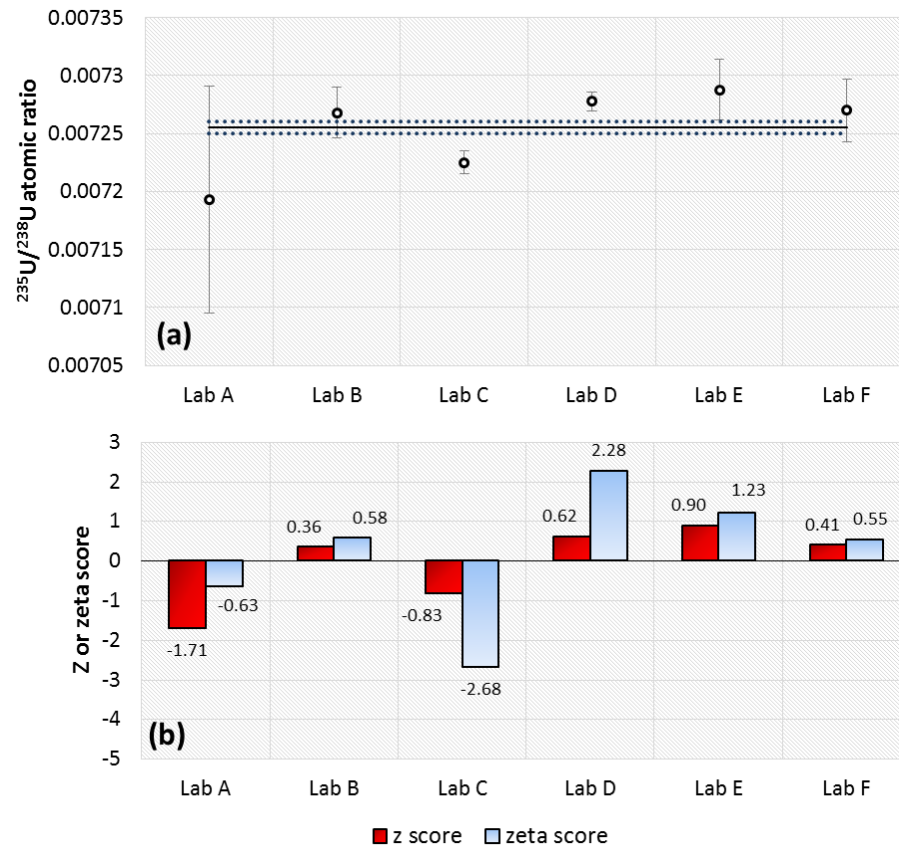 0.00735
0.0073
0.00725
0.0072
0.00715
0.0071
0.00705
²³⁵U/²³⁸U atomic ratio
(a)
Lab A Lab B Lab C Lab D Lab E Lab F
3
2
1
0
-1
-2
-3
-4
-5
Z or zeta score
-1.71 -0.63 0.36 0.58 -0.83 -2.68 0.62 2.28 0.90 1.23 0.41 0.55
(b)
Lab A Lab B Lab C Lab D Lab E Lab F
z score zeta score